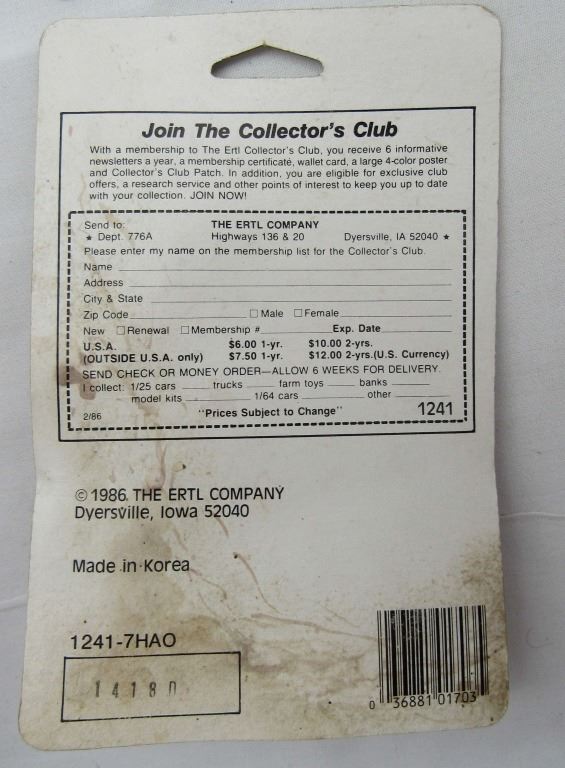 Join The Collector's Club
With a membership to The Ertl Collector's Club, you receive 6 informative
newsletters a year, a membership certificate, wallet card, a large 4-color poster
and Collector's Club Patch. In addition, you are eligible for exclusive club
offers, a research service and other points of interest to keep you up to date
with your collection. JOIN NOW!
Send to: THE ERTL COMPANY
★ Dept. 776A Highways 136 & 20 Dyersville, IA 52040 ★
Please enter my name on the membership list for the Collector's Club.
Name
Address
City & State
Zip Code □ Male □ Female
New □ Renewal □ Membership # Exp. Date
U.S.A. $6.00 1-yr. $10.00 2-yrs.
(OUTSIDE U.S.A. only) $7.50 1-yr. $12.00 2-yrs. (U.S. Currency)
SEND CHECK OR MONEY ORDER—ALLOW 6 WEEKS FOR DELIVERY.
I collect: 1/25 cars trucks farm toys banks
model kits 1/64 cars other
2/86 "Prices Subject to Change" 1241
© 1986, THE ERTL COMPANY
Dyersville, Iowa 52040
Made in Korea
1241-7HAO
1418D
0 36881 01703